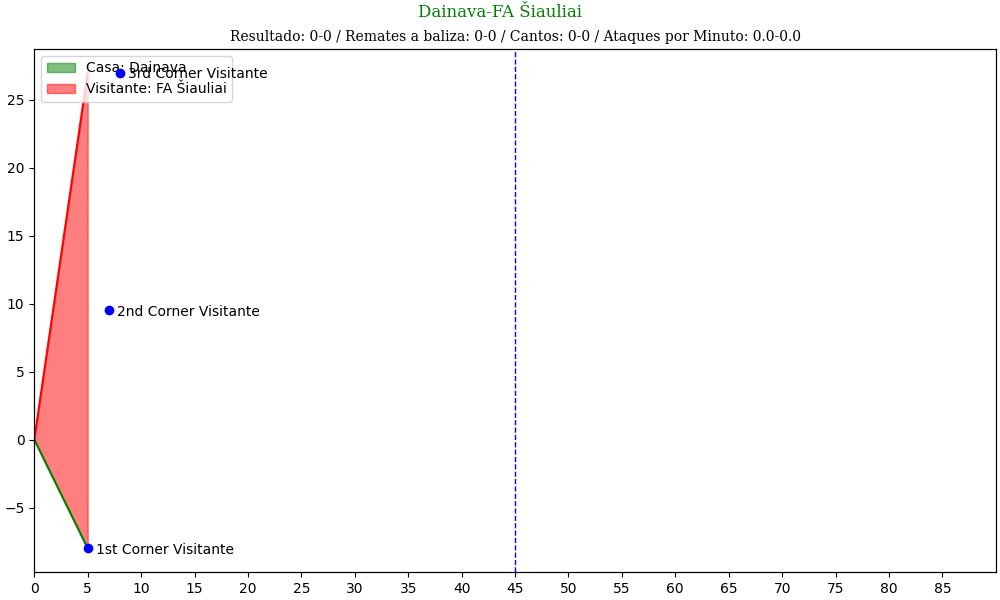 Dainava-FA Šiauliai
Resultado: 0-0 / Remates a baliza: 0-0 / Cantos: 0-0 / Ataques por Minuto: 0.0-0.0
Casa: Dainava
3rd Corner Visitante
Visitante: FA Šiauliai
25
20
15
10
2nd Corner Visitante
5
0
−5
1st Corner Visitante
0 5 10 15 20 25 30 35 40 45 50 55 60 65 70 75 80 85